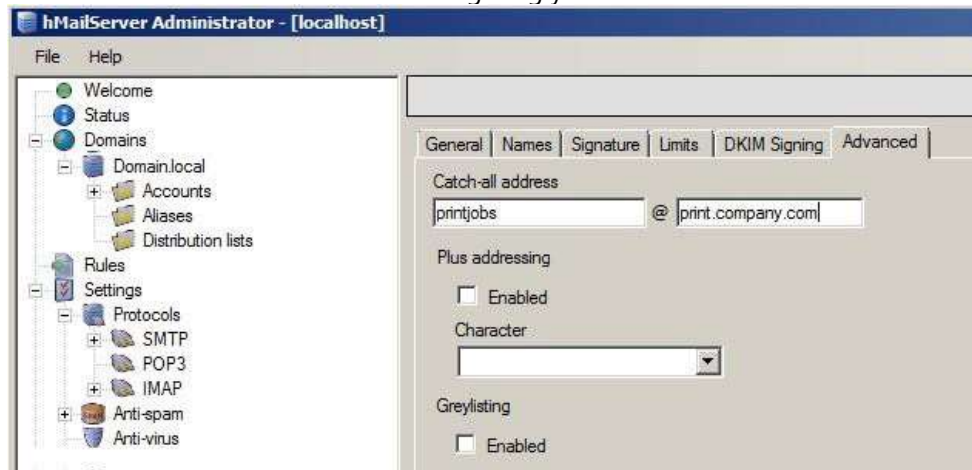 hMailServer Administrator - [localhost]
File Help
Welcome
Status
Domains
Domain.local
Accounts
Aliases
Distribution lists
Rules
Settings
Protocols
SMTP
POP3
IMAP
Anti-spam
Anti-virus
General Names Signature Limits DKIM Signing Advanced
Catch-all address
printjobs @ print.company.com
Plus addressing
Enabled
Character
Greylisting
Enabled